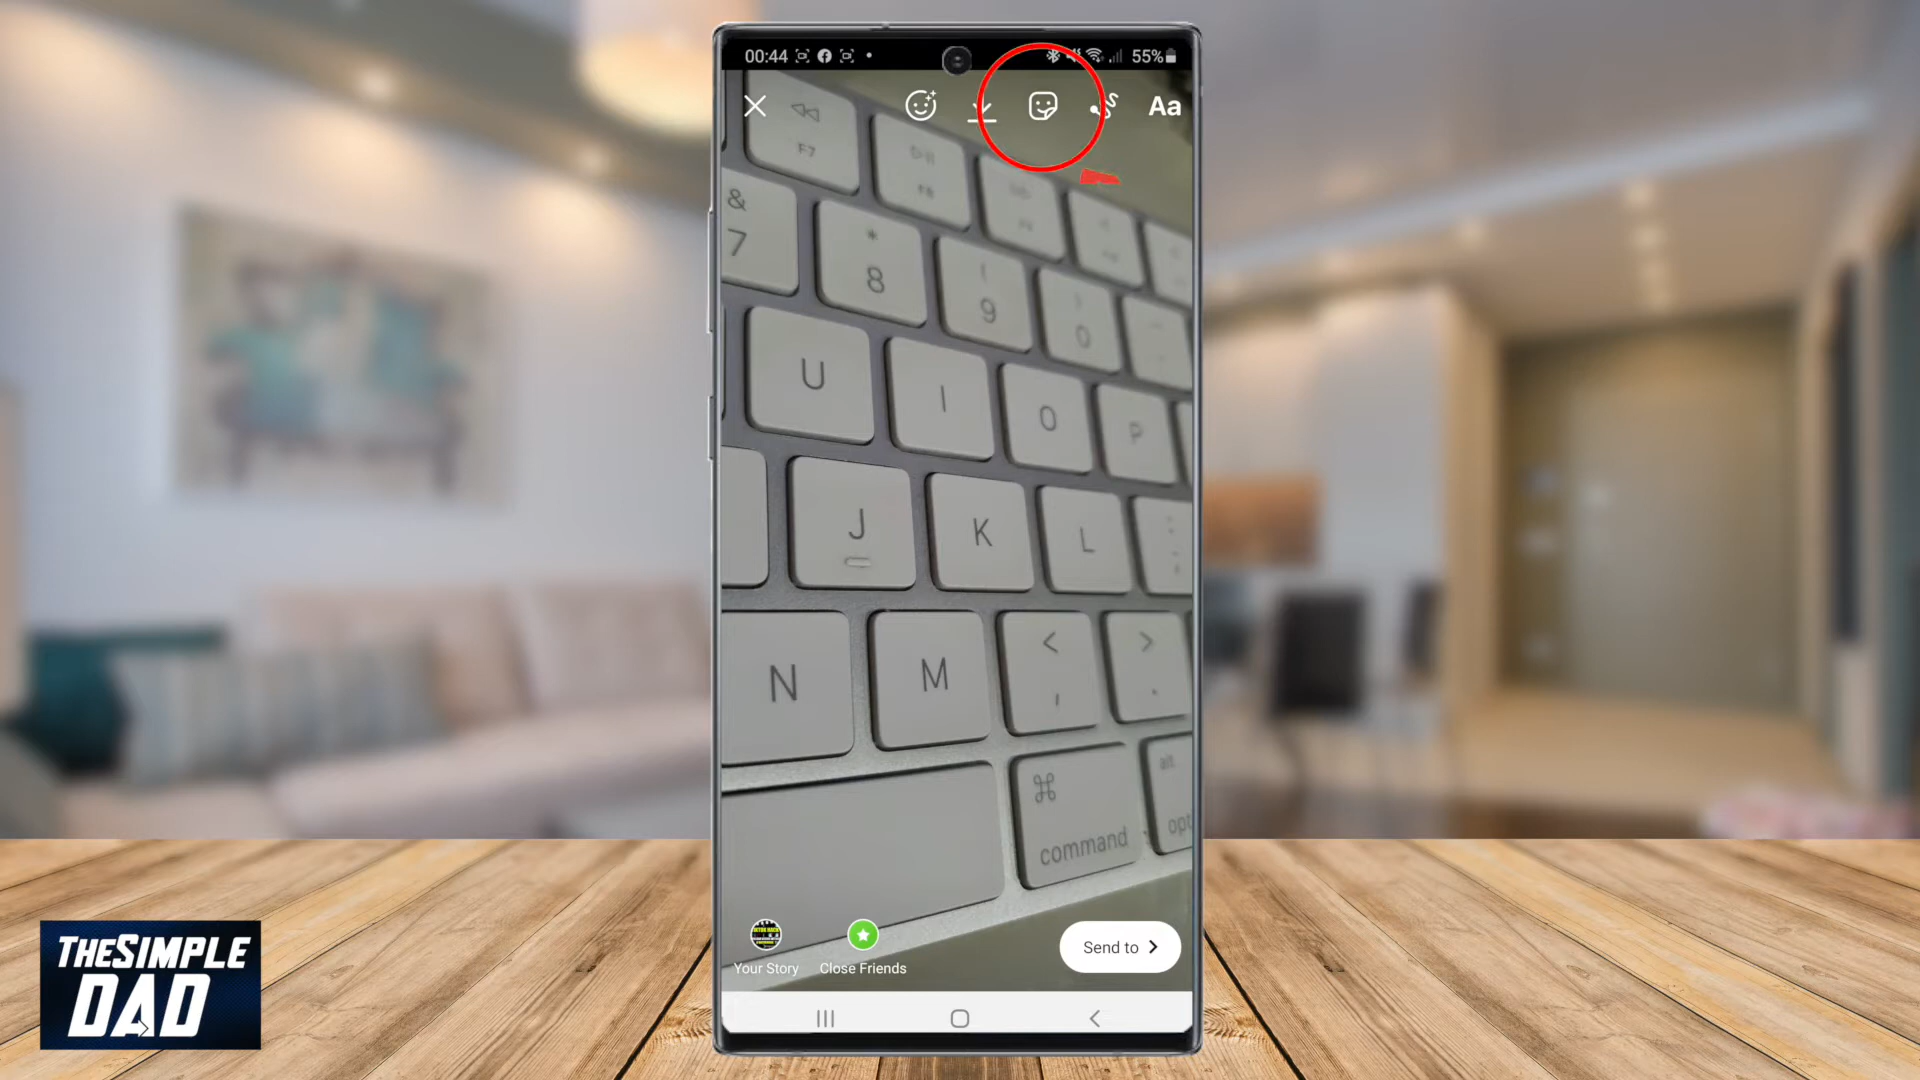 00:44
55%
Aa
F7
F8
&
7
*
8
(
9
)
0
U
I
O
P
J
K
L
N
M
<
,
>
.
⌘
command
alt
opt
Your Story
Close Friends
Send to
THESIMPLE
DAD